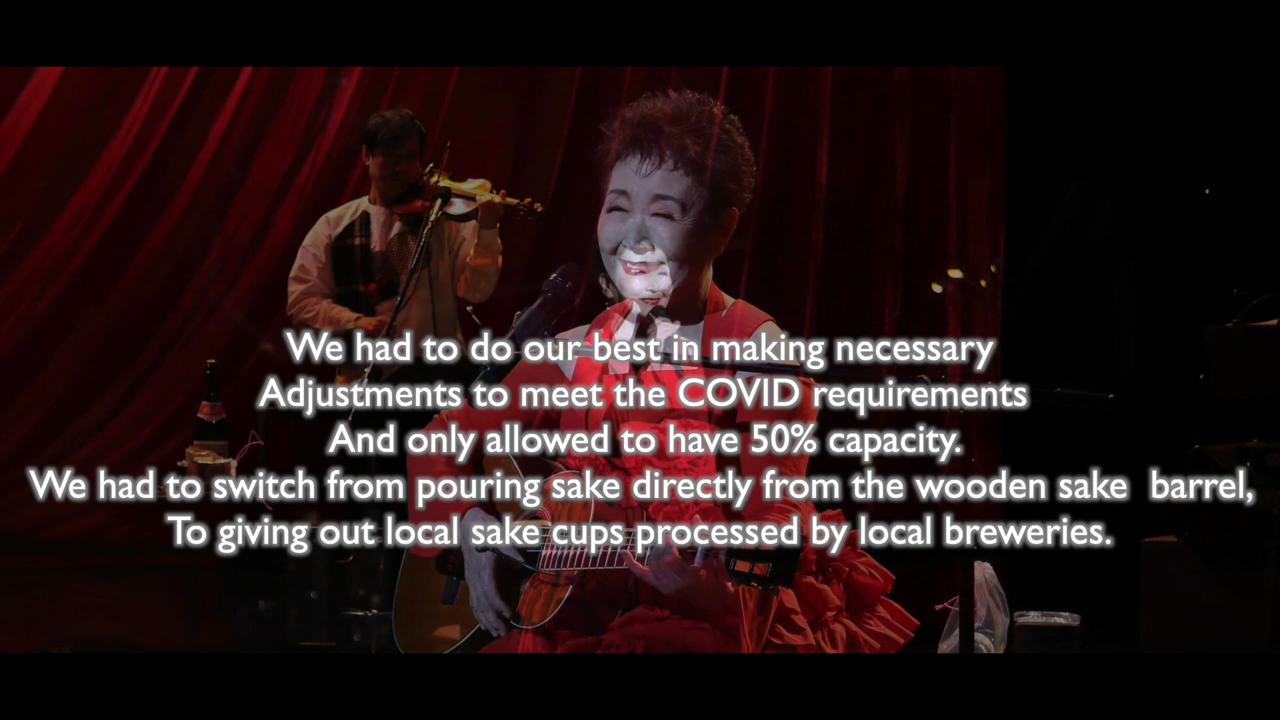 We had to do our best in making necessary
Adjustments to meet the COVID requirements
And only allowed to have 50% capacity.
We had to switch from pouring sake directly from the wooden sake  barrel,
To giving out local sake cups processed by local breweries.